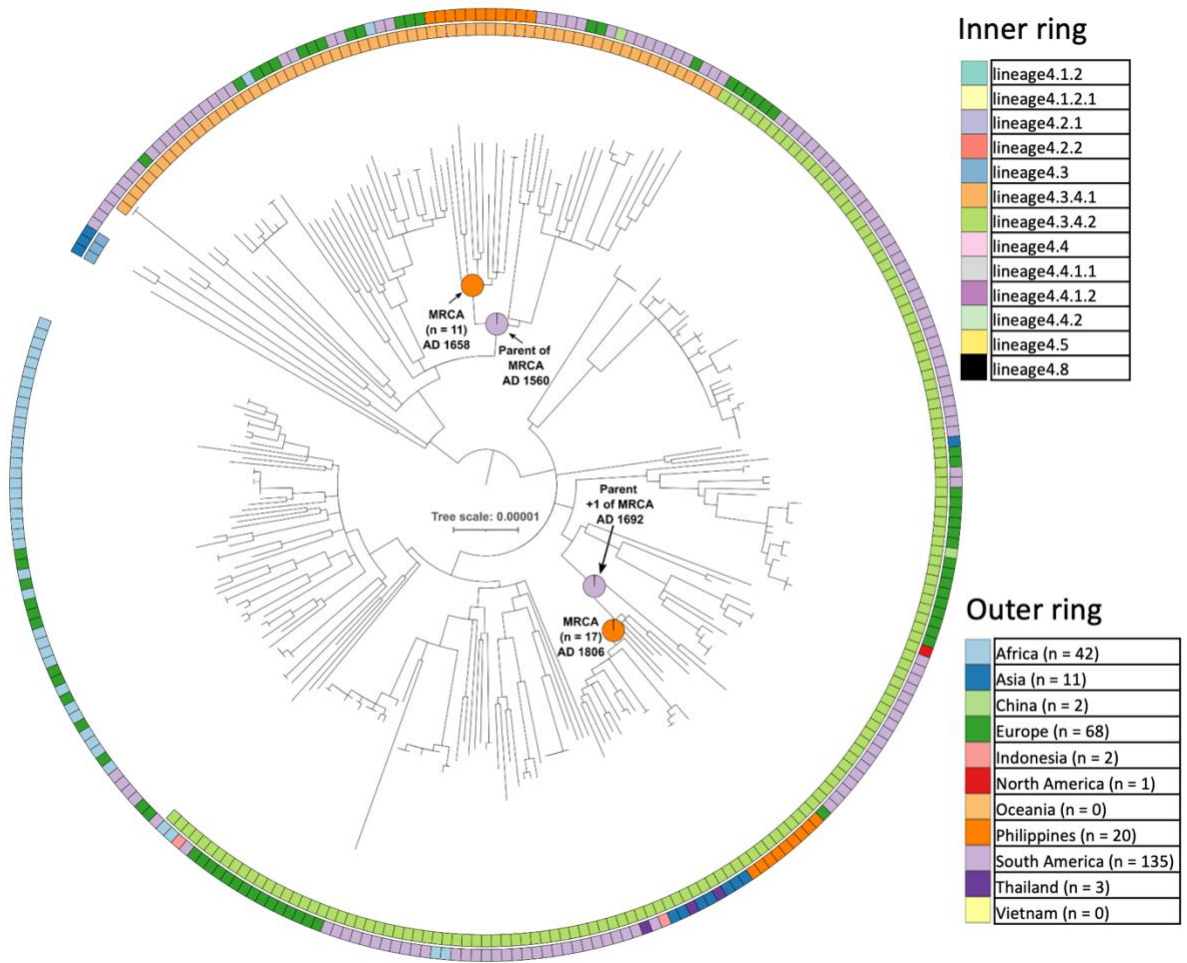 Inner ring
lineage4.1.2
lineage4.1.2.1
lineage4.2.1
lineage4.2.2
lineage4.3
lineage4.3.4.1
lineage4.3.4.2
lineage4.4
lineage4.4.1.1
lineage4.4.1.2
lineage4.4.2
lineage4.5
lineage4.8
MRCA
(n = 11)
AD 1658
Parent of
MRCA
AD 1560
Tree scale: 0.00001
Parent
+1 of MRCA
AD 1692
MRCA
(n = 17)
AD 1806
Outer ring
Africa (n = 42)
Asia (n = 11)
China (n = 2)
Europe (n = 68)
Indonesia (n = 2)
North America (n = 1)
Oceania (n = 0)
Philippines (n = 20)
South America (n = 135)
Thailand (n = 3)
Vietnam (n = 0)